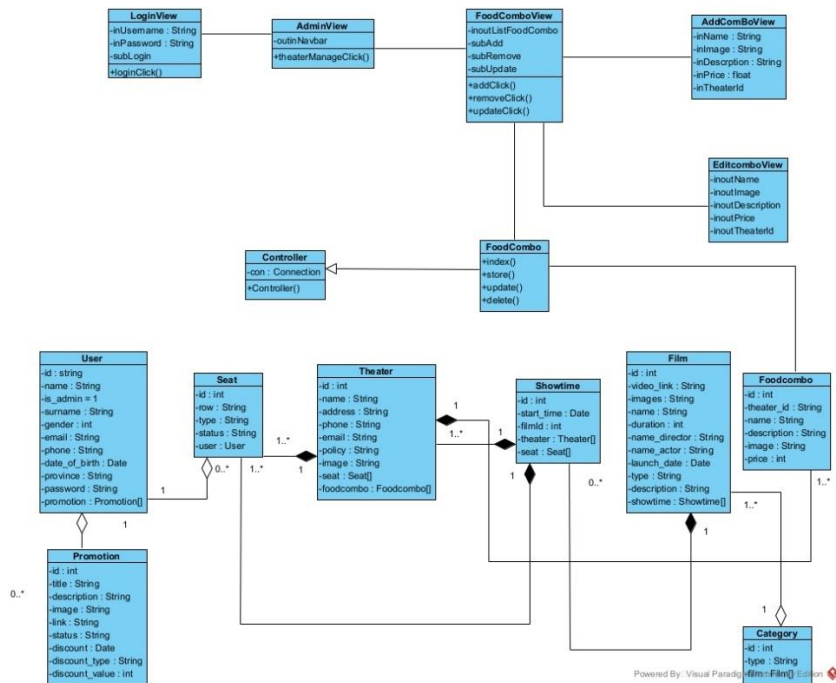 LoginView
-inUsername : String
-inPassword : String
-subLogin
+loginClick()
AdminView
-outinNavbar
+theaterManageClick()
FoodComboView
-inoutListFoodCombo
-subAdd
-subRemove
-subUpdate
+addClick()
+removeClick()
+updateClick()
AddComBoView
-inName : String
-inImage : String
-inDescrption : String
-inPrice : float
-inTheaterId
EditcomboView
-inoutName
-inoutImage
-inoutDescription
-inoutPrice
-inoutTheaterId
Controller
-con : Connection
+Controller()
FoodCombo
+index()
+store()
+update()
+delete()
User
-id : string
-name : String
-is_admin = 1
-surname : String
-gender : int
-email : String
-phone : String
-date_of_birth : Date
-province : String
-password : String
-promotion : Promotion[]
Seat
-id : int
-row : String
-type : String
-status : String
-user : User
Theater
-id : int
-name : String
-address : String
-phone : String
-email : String
-policy : String
-image : String
-seat : Seat[]
-foodcombo : Foodcombo[]
Showtime
-id : int
-start_time : Date
-filmId : int
-theater : Theater[]
-seat : Seat[]
Film
-id : int
-video_link : String
-images : String
-name : String
-duration : int
-name_director : String
-name_actor : String
-launch_date : Date
-type : String
-description : String
-showtime : Showtime[]
Foodcombo
-id : int
-theater_id : String
-name : String
-description : String
-image : String
-price : int
1
1..*
1..*
1
1
0..*
1..*
1
0..*
1
1..*
1..*
1
1
0..*
1
Promotion
-id : int
-title : String
-description : String
-image : String
-link : String
-status : String
-discount : Date
-discount_type : String
-discount_value : int
Category
-id : int
-type : String
-film : Film[]
Powered By: Visual Paradigm Community Edition